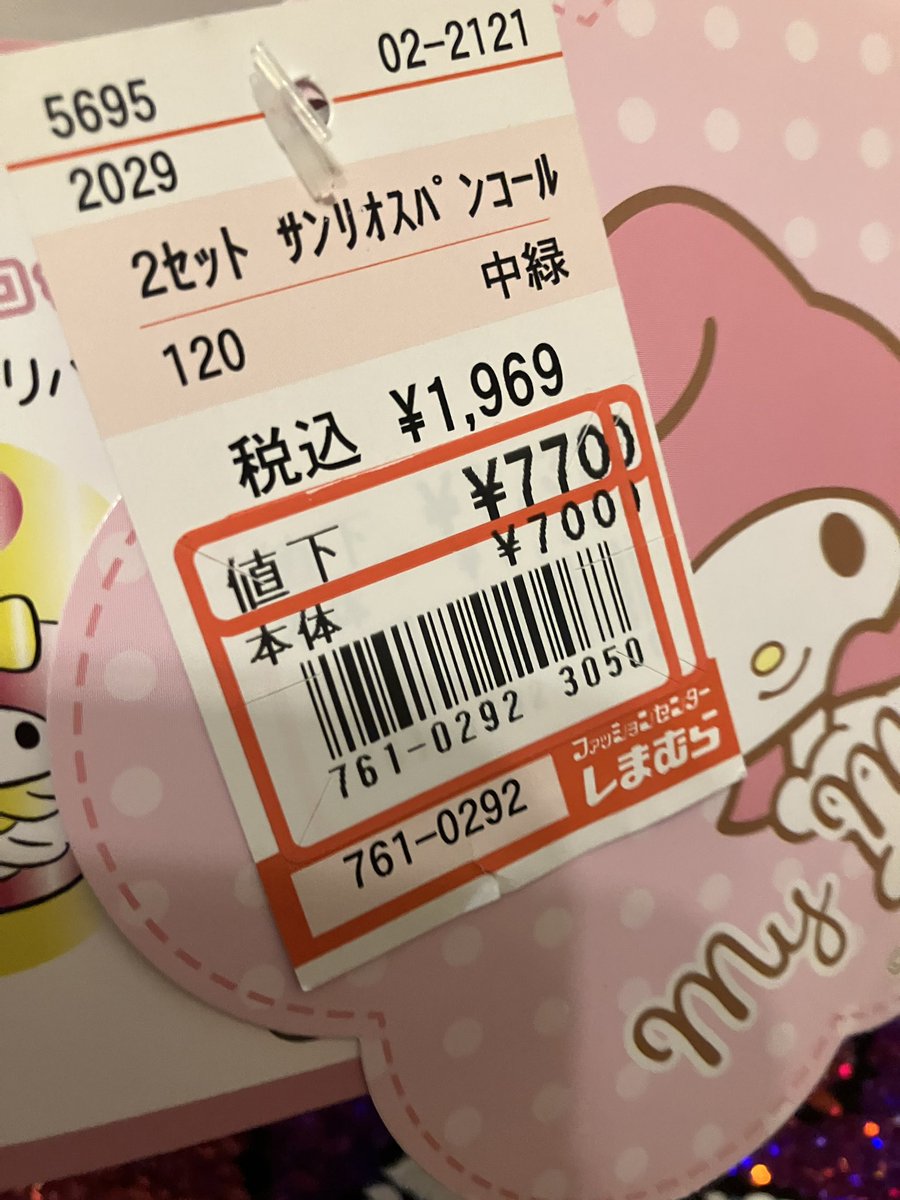 5695 02-2121
2029
2セット サンリオスパンコール
中緑
120
税込 ¥1,969
値下 ¥770
本体 ¥700
761-0292 3050
ファッションセンター
しまむら
761-0292
リパ
My